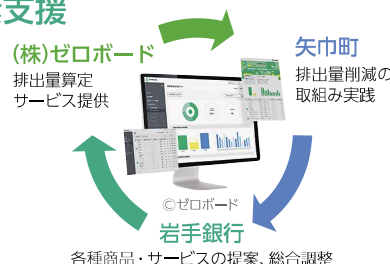 支援
(株)ゼロボード
排出量算定
サービス提供
矢巾町
排出量削減の
取組み実践
©ゼロボード
岩手銀行
各種商品・サービスの提案、総合調整